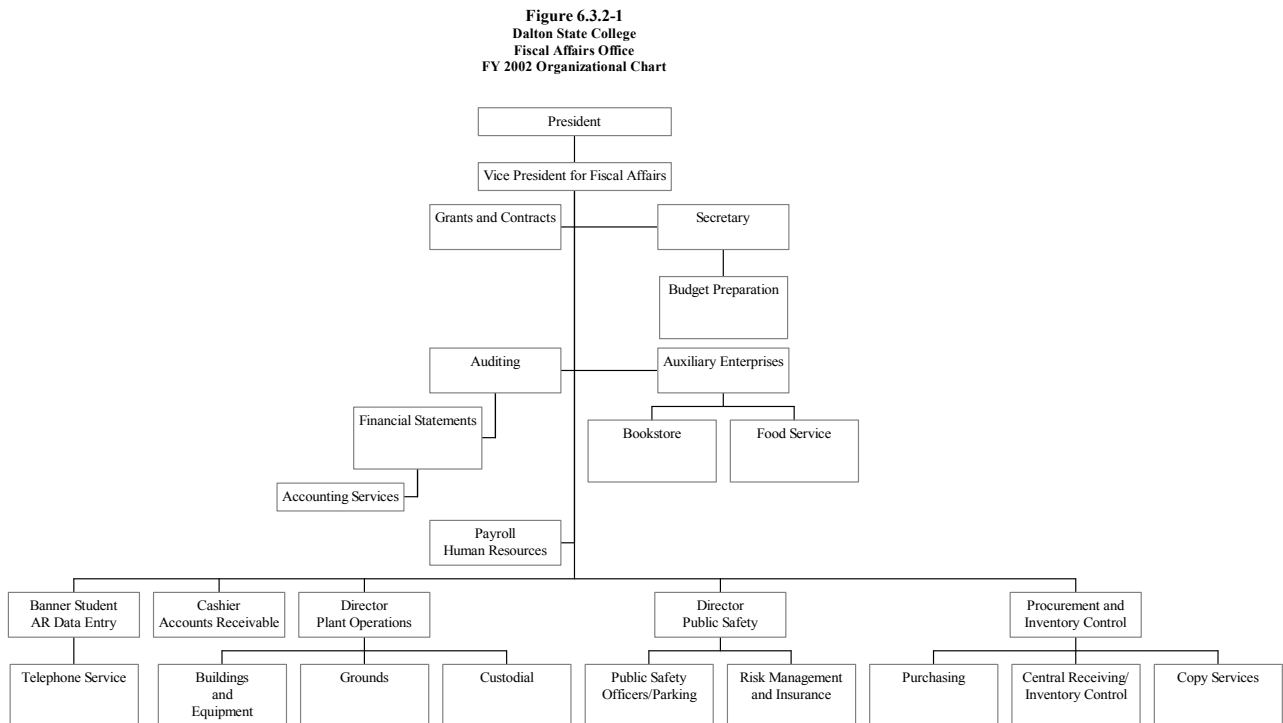 Figure 6.3.2-1
Dalton State College
Fiscal Affairs Office
FY 2002 Organizational Chart
President
Vice President for Fiscal Affairs
Grants and Contracts
Secretary
Budget Preparation
Auditing
Auxiliary Enterprises
Financial Statements
Bookstore
Food Service
Accounting Services
Payroll
Human Resources
Banner Student
AR Data Entry
Cashier
Accounts Receivable
Director
Plant Operations
Director
Public Safety
Procurement and
Inventory Control
Telephone Service
Buildings
and
Equipment
Grounds
Custodial
Public Safety
Officers/Parking
Risk Management
and Insurance
Purchasing
Central Receiving/
Inventory Control
Copy Services